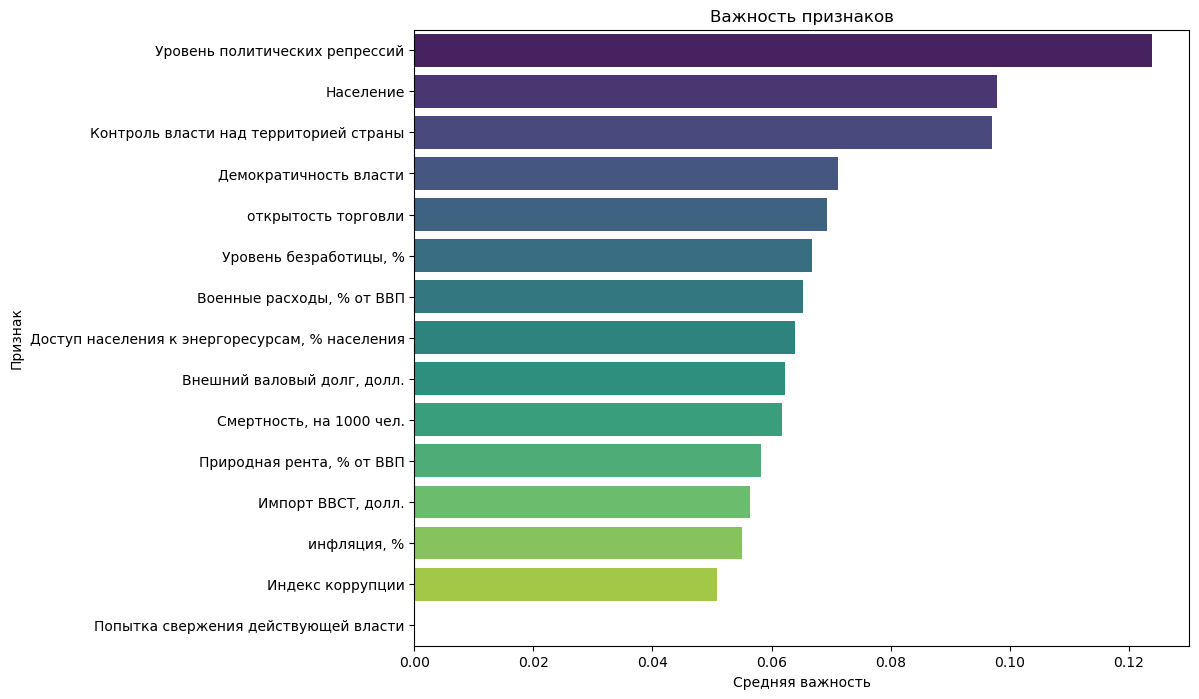 Важность признаков
Уровень политических репрессий
Население
Контроль власти над территорией страны
Демократичность власти
открытость торговли
Уровень безработицы, %
Военные расходы, % от ВВП
Доступ населения к энергоресурсам, % населения
Внешний валовый долг, долл.
Смертность, на 1000 чел.
Природная рента, % от ВВП
Импорт ВВСТ, долл.
инфляция, %
Индекс коррупции
Попытка свержения действующей власти
Признак
0.00 0.02 0.04 0.06 0.08 0.10 0.12
Средняя важность